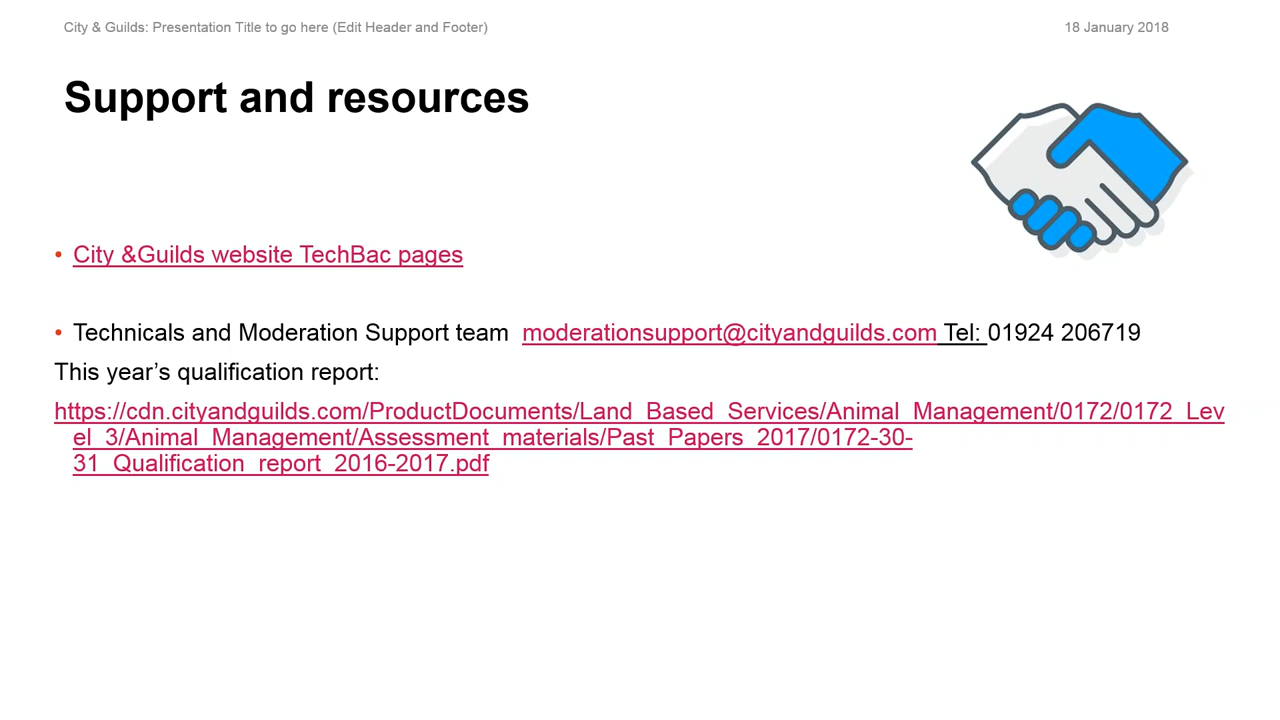 City & Guilds: Presentation Title to go here (Edit Header and Footer)
18 January 2018
Support and resources
• City &Guilds website TechBac pages
• Technicals and Moderation Support team moderationsupport@cityandguilds.com Tel: 01924 206719
This year’s qualification report:
https://cdn.cityandguilds.com/ProductDocuments/Land_Based_Services/Animal_Management/0172/0172_Lev
el_3/Animal_Management/Assessment_materials/Past_Papers_2017/0172-30-
31_Qualification_report_2016-2017.pdf